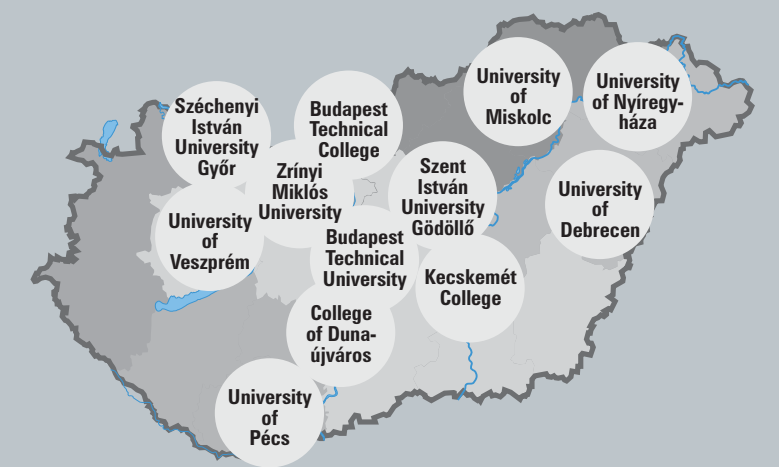 Széchenyi
István
University
Győr
Budapest
Technical
College
University
of
Miskolc
University
of Nyíregy-
háza
Zrínyi
Miklós
University
Szent
István
University
Gödöllő
University
of
Debrecen
University
of
Veszprém
Budapest
Technical
University
Kecskemét
College
College
of Duna-
újváros
University
of
Pécs